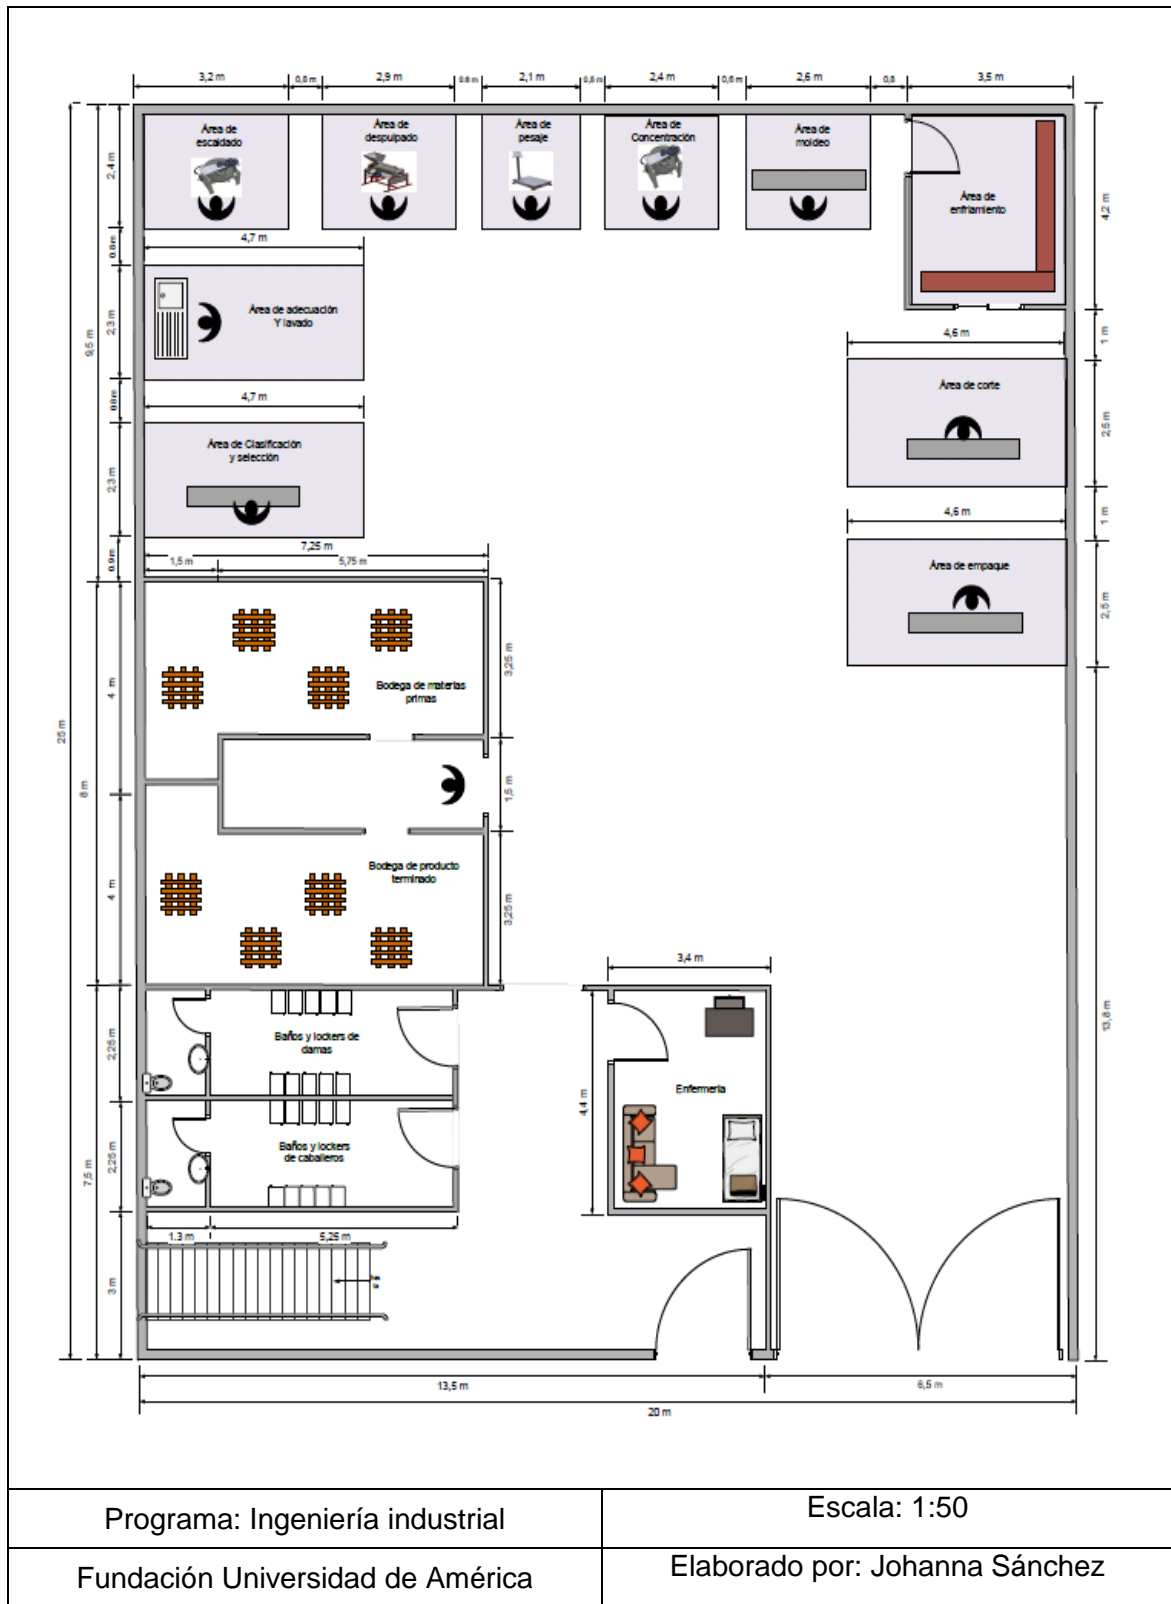 3,2 m
0,8 m
2,9 m
0.6 m
2,1 m
0,5 m
2,4 m
0,6 m
2,6 m
0,8
3,5 m
Área de
escaldado
Área de
despulpado
Área de
pesaje
Área de
Concentración
Área de
moldeo
Área de
enfriamiento
2,4 m
4,2 m
0.8 m
4,7 m
Área de adecuación
Y lavado
2,3 m
9,5 m
1 m
4,6 m
Área de corte
2,5 m
0.8 m
4,7 m
Área de Clasificación
y selección
2,3 m
1 m
4,6 m
Área de empaque
2,5 m
0.9 m
7,25 m
1,5 m
5,75 m
Bodega de materias
primas
3,25 m
4 m
25 m
8 m
1,5 m
Bodega de producto
terminado
4 m
3,25 m
3,4 m
13,8 m
Baños y lockers de
damas
2,25 m
Enfermería
4,4 m
Baños y lockers
de caballeros
2,25 m
7,5 m
1.3 m
5,25 m
3 m
13,5 m
6,5 m
20 m
Programa: Ingeniería industrial
Escala: 1:50
Fundación Universidad de América
Elaborado por: Johanna Sánchez